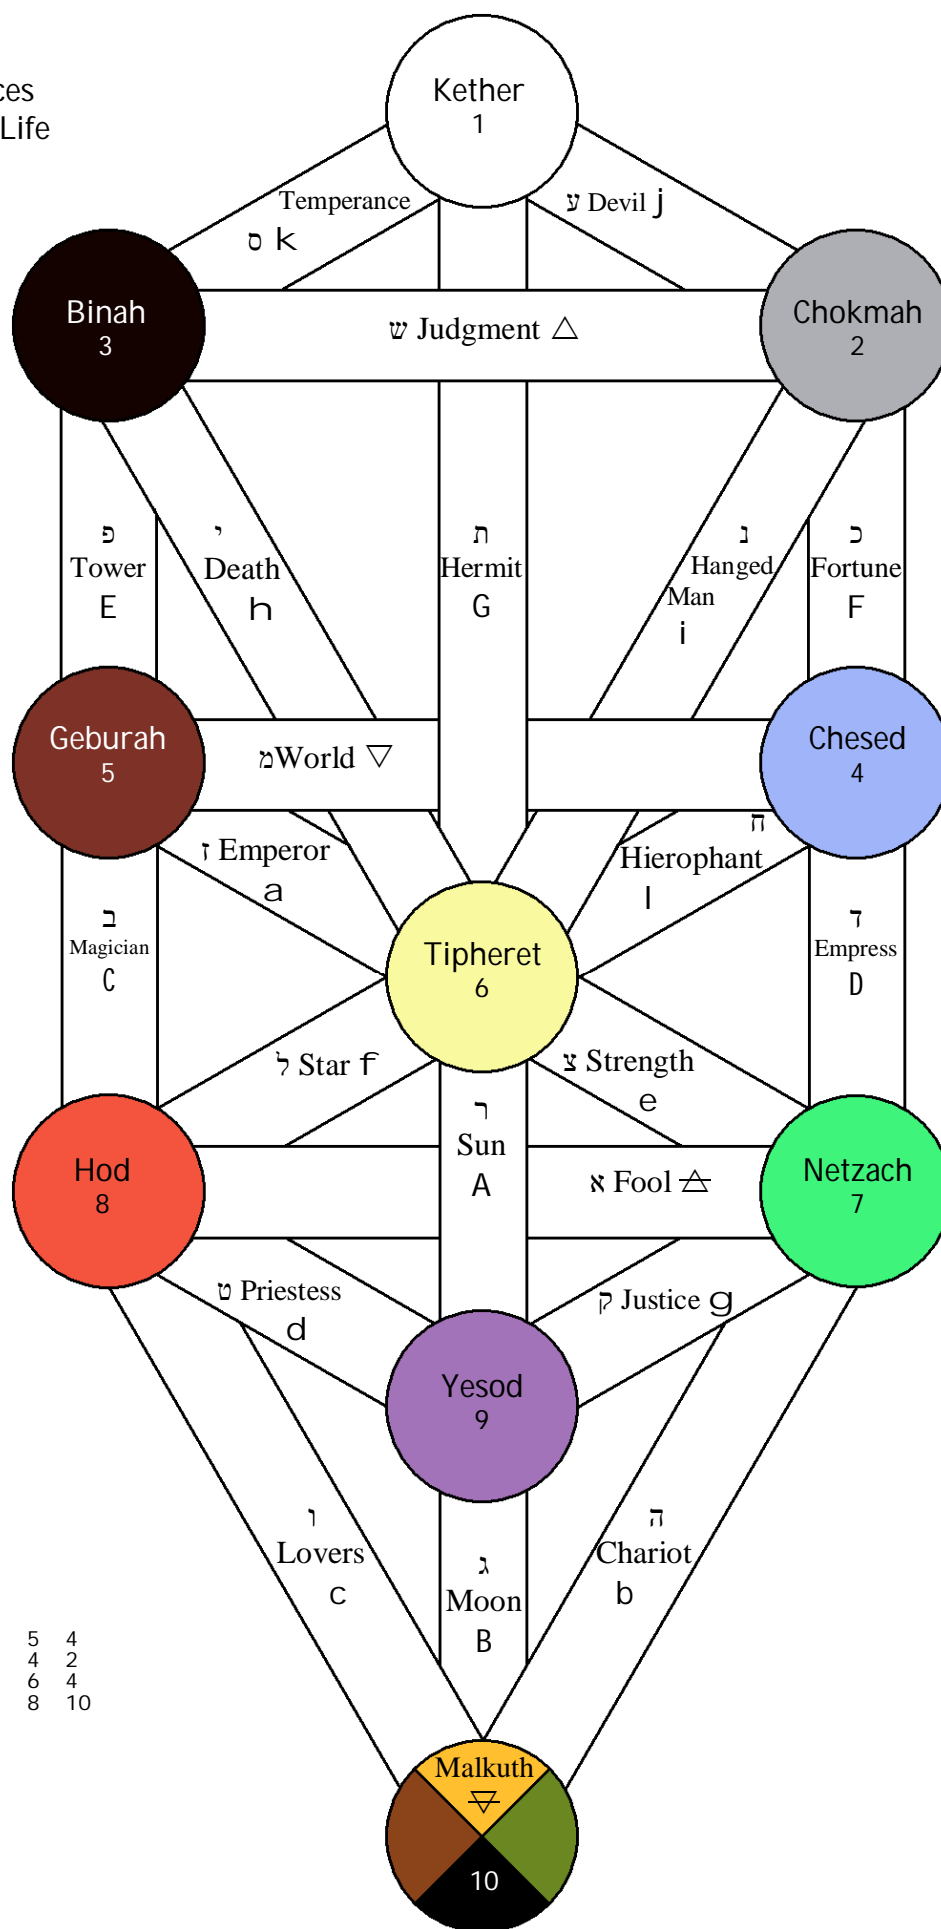 ces
Life
Kether
1
Temperance
ס k
ע Devil j
Binah
3
Chokmah
2
ש Judgment △
פ
Tower
E
י
Death
h
ת
Hermit
G
נ
Hanged
Man
i
כ
Fortune
F
Geburah
5
מWorld ▽
Chesed
4
ז Emperor
a
ח
Hierophant
l
ב
Magician
C
Tipheret
6
ד
Empress
D
ל Star f
צ Strength
e
ר
Sun
A
Hod
8
א Fool 🜁
Netzach
7
ט Priestess
d
ק Justice g
Yesod
9
ו
Lovers
c
ג
Moon
B
ה
Chariot
b
5 4
4 2
6 4
8 10
Malkuth
🜃
10